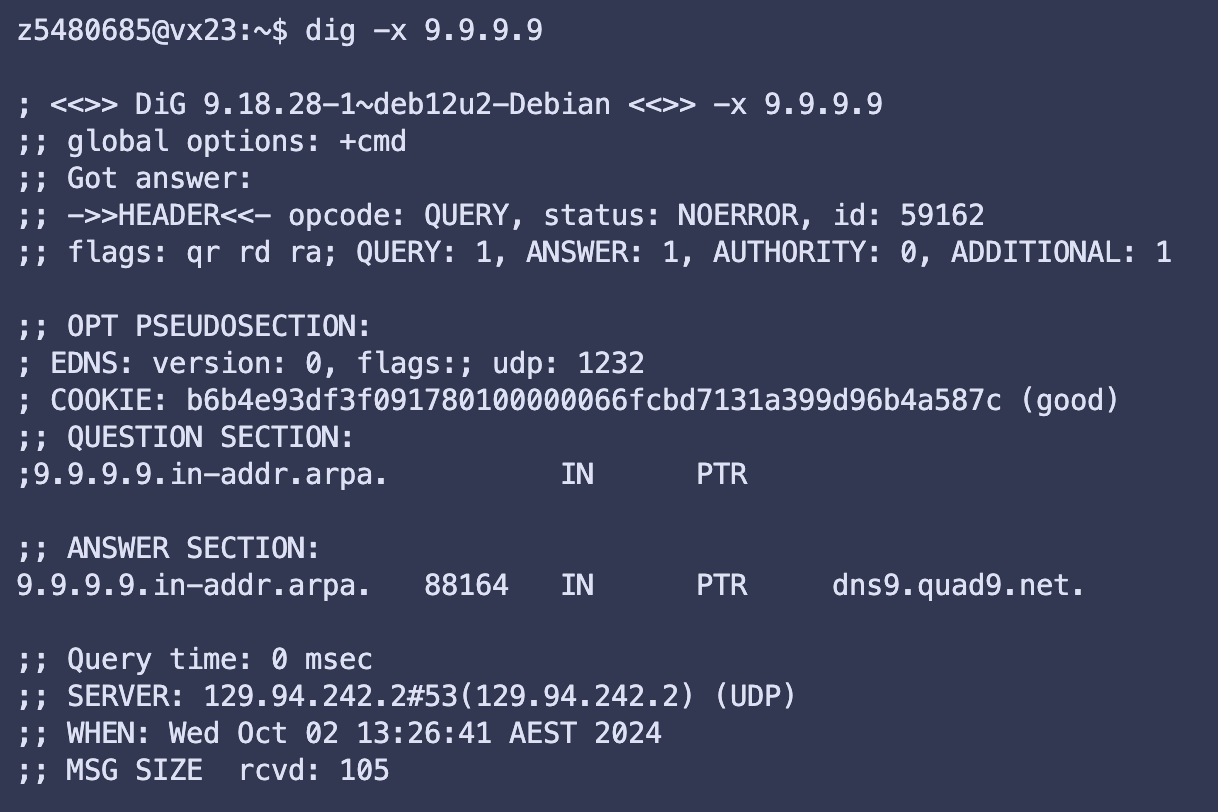 z5480685@vx23:~$ dig -x 9.9.9.9
; <<>> DiG 9.18.28-1~deb12u2-Debian <<>> -x 9.9.9.9
;; global options: +cmd
;; Got answer:
;; ->>HEADER<<- opcode: QUERY, status: NOERROR, id: 59162
;; flags: qr rd ra; QUERY: 1, ANSWER: 1, AUTHORITY: 0, ADDITIONAL: 1
;; OPT PSEUDOSECTION:
; EDNS: version: 0, flags:; udp: 1232
; COOKIE: b6b4e93df3f091780100000066fcbd7131a399d96b4a587c (good)
;; QUESTION SECTION:
;9.9.9.9.in-addr.arpa.          IN      PTR
;; ANSWER SECTION:
9.9.9.9.in-addr.arpa.   88164   IN      PTR     dns9.quad9.net.
;; Query time: 0 msec
;; SERVER: 129.94.242.2#53(129.94.242.2) (UDP)
;; WHEN: Wed Oct 02 13:26:41 AEST 2024
;; MSG SIZE  rcvd: 105